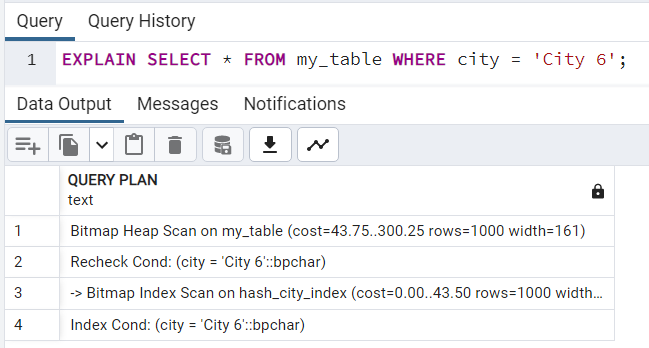 Query Query History
1 EXPLAIN SELECT * FROM my_table WHERE city = 'City 6';
Data Output Messages Notifications
QUERY PLAN
text
1 Bitmap Heap Scan on my_table (cost=43.75..300.25 rows=1000 width=161)
2 Recheck Cond: (city = 'City 6'::bpchar)
3 -> Bitmap Index Scan on hash_city_index (cost=0.00..43.50 rows=1000 width...
4 Index Cond: (city = 'City 6'::bpchar)